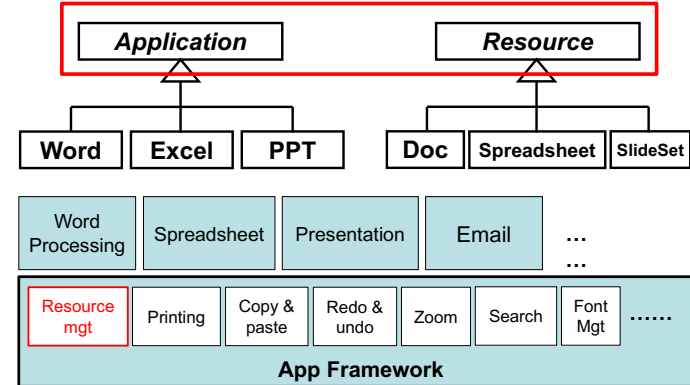 Application Resource
Word Excel PPT Doc Spreadsheet SlideSet
Word
Processing Spreadsheet Presentation Email ...
...
Resource
mgt Printing Copy &
paste Redo &
undo Zoom Search Font
Mgt ......
App Framework